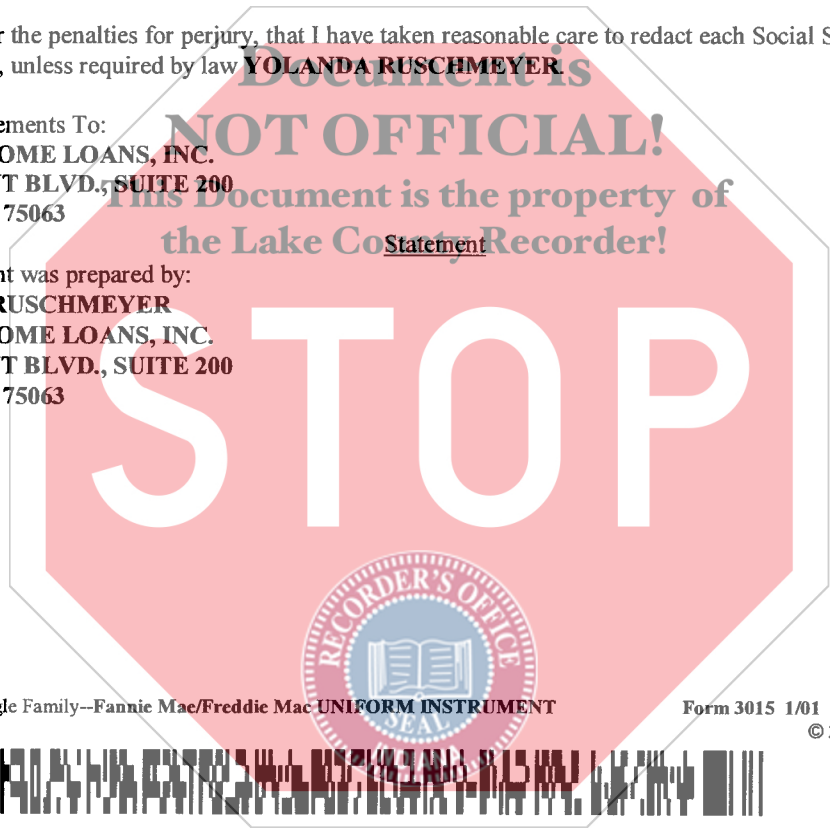 r the penalties for perjury, that I have taken reasonable care to redact each Social S
, unless required by law YOLANDA RUSCHMEYER.
Document is
ements To:
NOT OFFICIAL!
OME LOANS, INC.
T BLVD., SUITE 200
This Document is the property of
75063
the Lake County Recorder!
Statement
nt was prepared by:
RUSCHMEYER
OME LOANS, INC.
T BLVD., SUITE 200
75063
STOP
RECORDER'S OFFICE
SEAL
INDIANA
gle Family--Fannie Mae/Freddie Mac UNIFORM INSTRUMENT
Form 3015 1/01
©